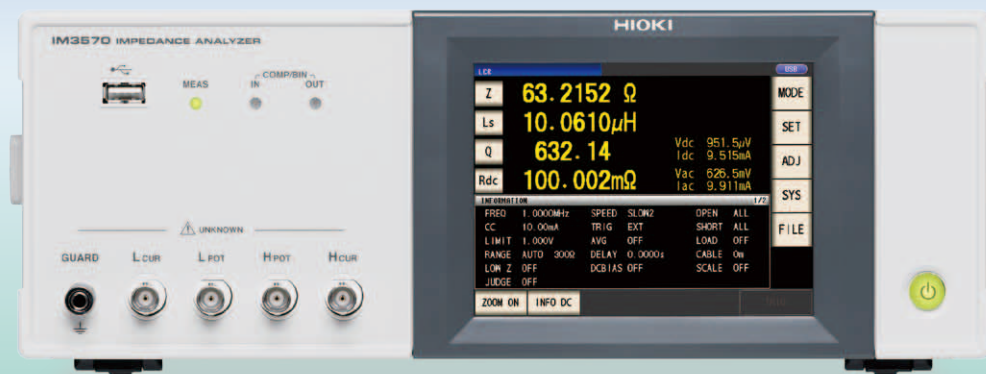 HIOKI
IM3570 IMPEDANCE ANALYZER
MEAS
COMP/BIN
IN OUT
UNKNOWN
GUARD LCUR LPOT HPOT HCUR
LCR USB
Z 63.2152 Ω MODE
Ls 10.0610μH SET
Q 632.14 Vdc 951.5μV
Idc 9.515mA ADJ
Rdc 100.002mΩ Vac 626.5mV
Iac 9.911mA SYS
INFORMATION 1/2
FREQ 1.0000MHz SPEED SLOW2 OPEN ALL
CC 10.00mA TRIG EXT SHORT ALL FILE
LIMIT 1.000V AVG OFF LOAD OFF
RANGE AUTO 300Ω DELAY 0.0000s CABLE 0m
LOW Z OFF DCBIAS OFF SCALE OFF
JUDGE OFF
ZOOM ON INFO DC